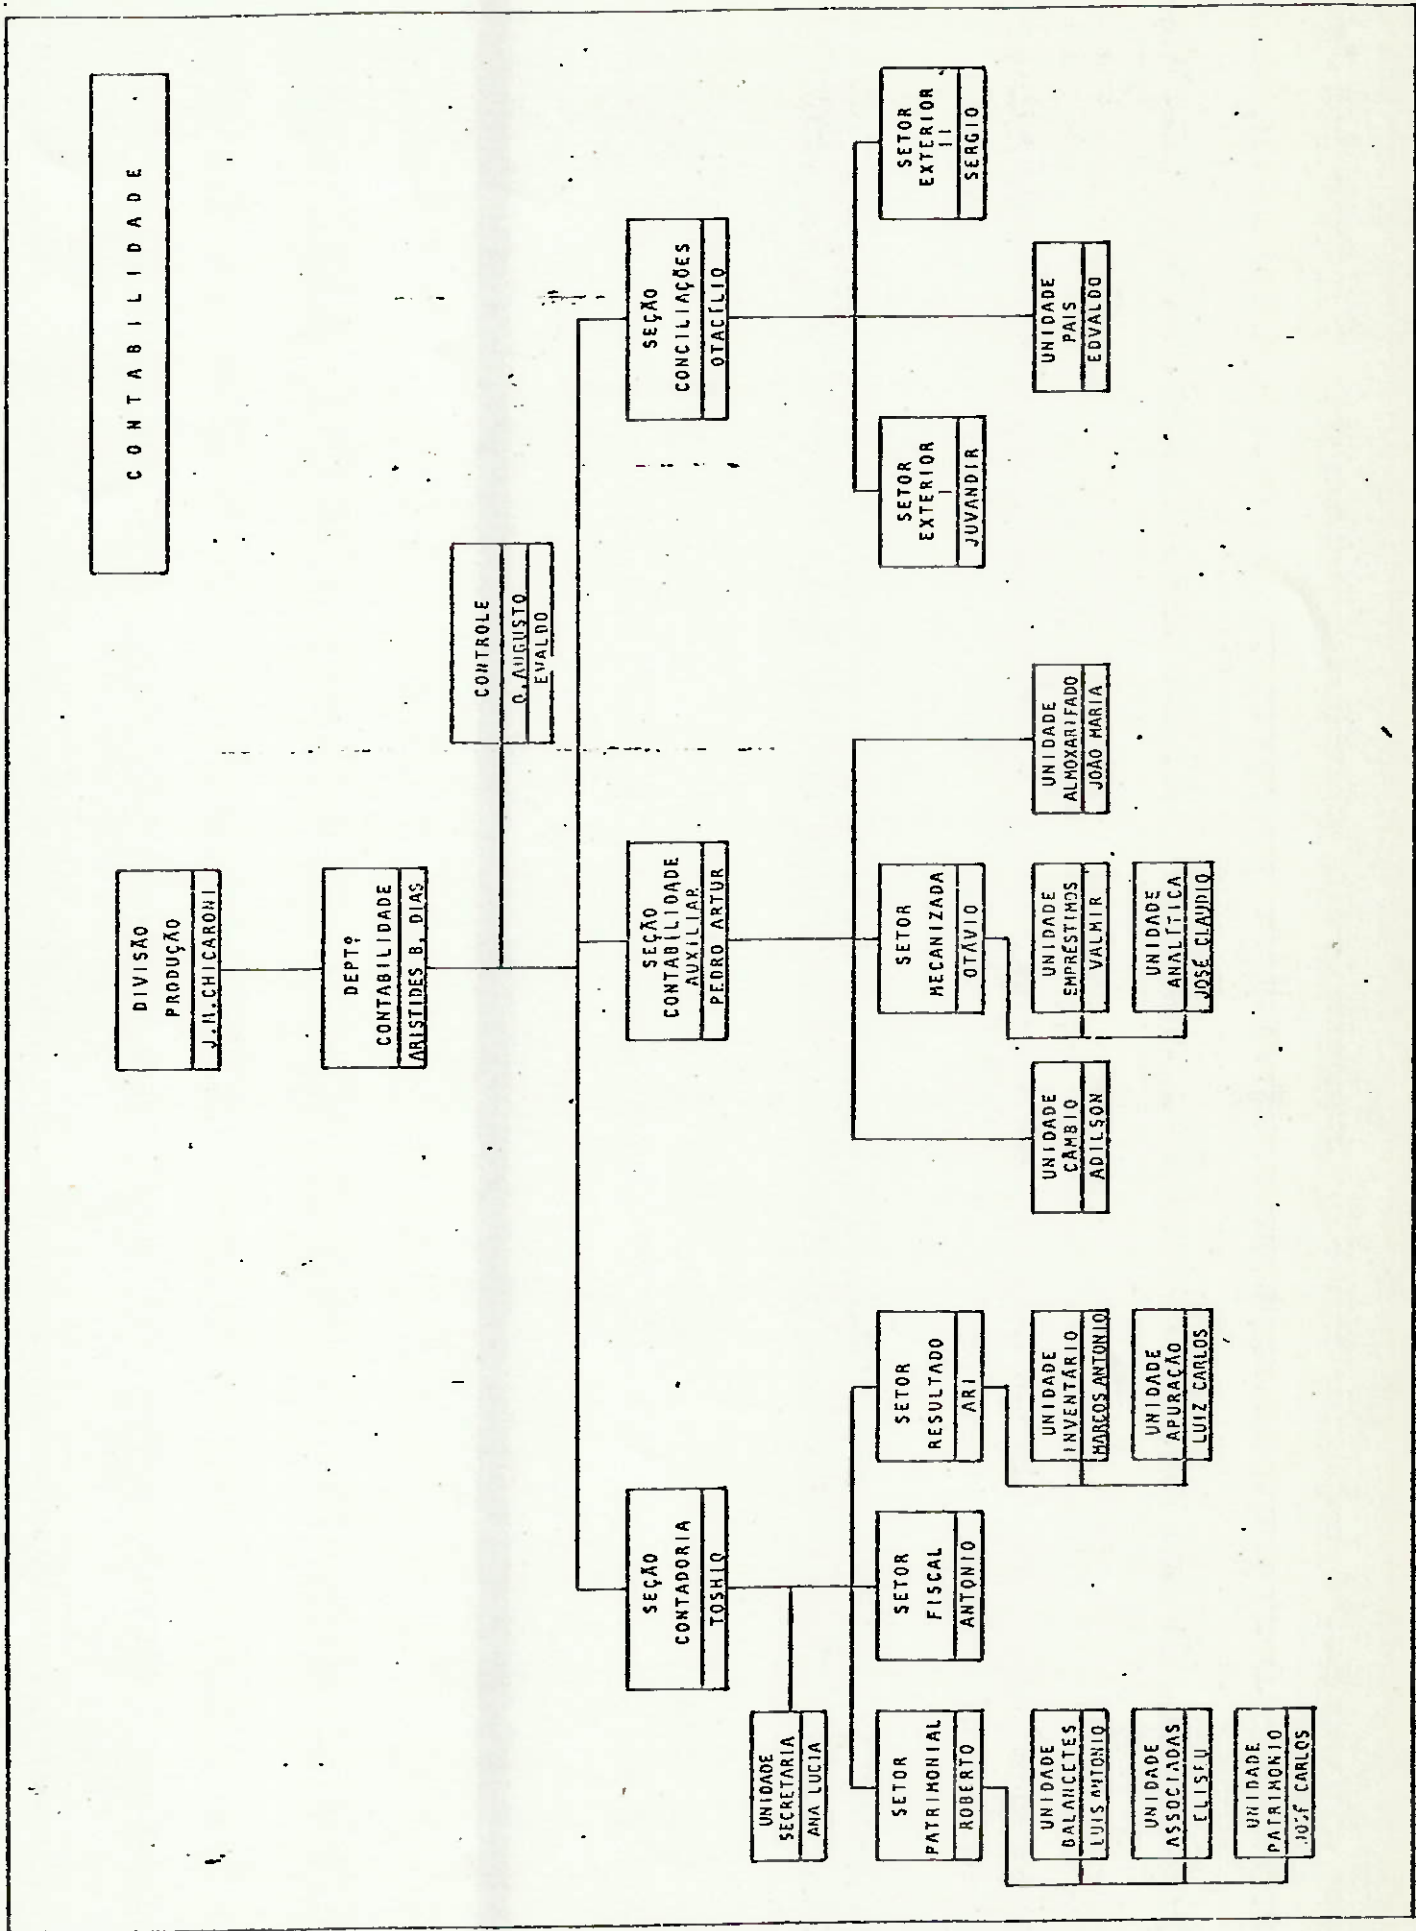 CONTABILIDADE
DIVISÃO
PRODUÇÃO
J.M.CHICARONI
DEPTº
CONTABILIDADE
ARISTIDES B. DIAS
CONTROLE
O.AUGUSTO
EVALDO
SEÇÃO
CONTADORIA
TOSHIO
SEÇÃO
CONTABILIDADE
AUXILIAR
PEDRO ARTUR
SEÇÃO
CONCILIAÇÕES
OTACÍLIO
UNIDADE
SECRETARIA
ANA LUCIA
SETOR
PATRIMONIAL
ROBERTO
SETOR
FISCAL
ANTONIO
SETOR
RESULTADO
ARI
SETOR
MECANIZADA
OTÁVIO
SETOR
EXTERIOR
I
JUVANDIR
SETOR
EXTERIOR
II
SERGIO
UNIDADE
BALANCETES
LUIS ANTONIO
UNIDADE
INVENTÁRIO
MARCOS ANTONIO
UNIDADE
CÂMBIO
ADILSON
UNIDADE
EMPRÉSTIMOS
VALMIR
UNIDADE
ALMOXARIFADO
JOÃO MARIA
UNIDADE
PAÍS
EDVALDO
UNIDADE
ASSOCIADAS
ELISEU
UNIDADE
APURAÇÃO
LUIZ CARLOS
UNIDADE
ANALÍTICA
JOSÉ CLAUDIO
UNIDADE
PATRIMONIO
JOSÉ CARLOS